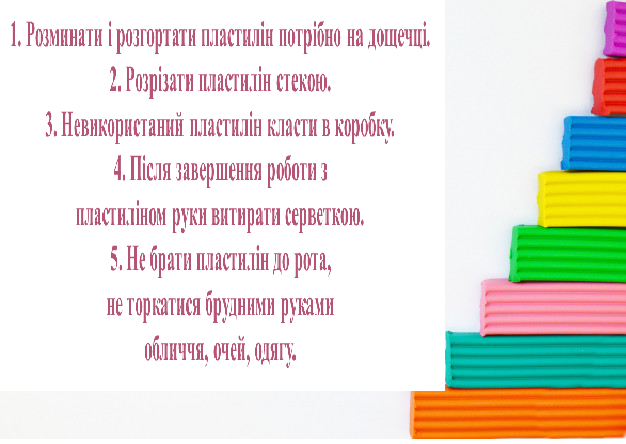 1. Розминати і розгортати пластилін потрібно на дощечці.
2. Розрізати пластилін стекою.
3. Невикористаний пластилін класти в коробку.
4. Після завершення роботи з
пластиліном руки витирати серветкою.
5. Не брати пластилін до рота,
не торкатися брудними руками
обличчя, очей, одягу.